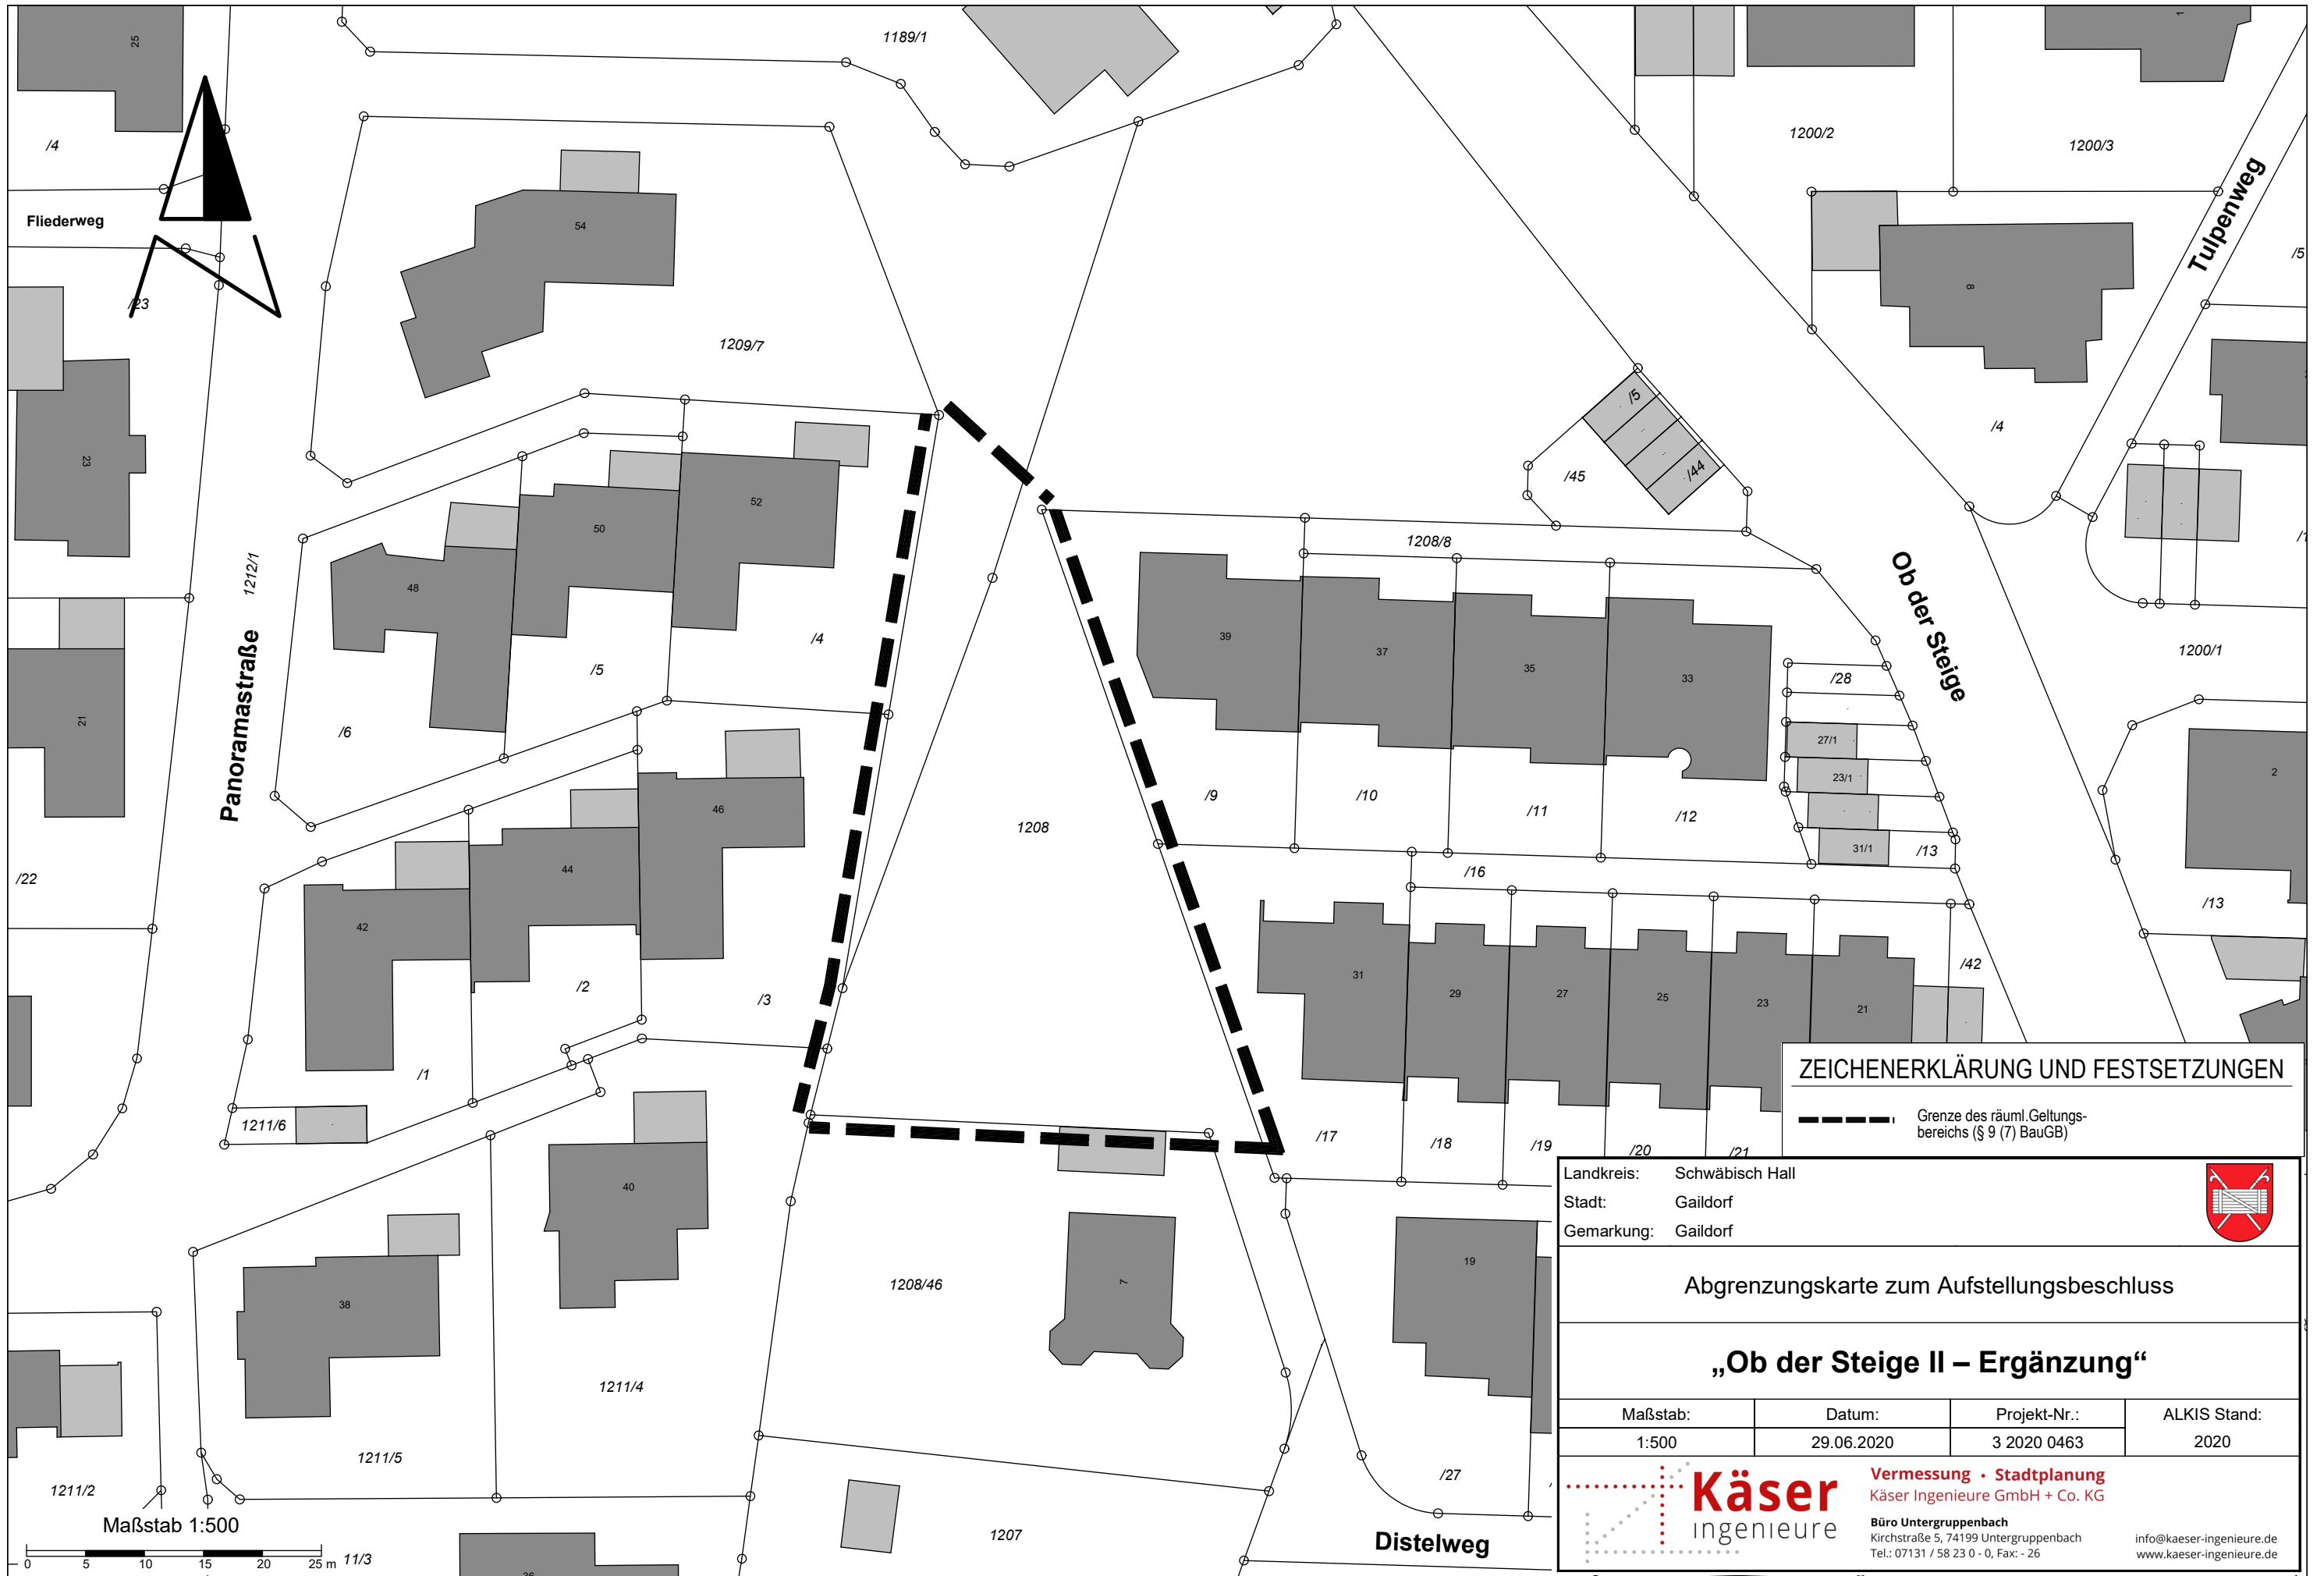 25
1189/1
1
/4
1200/2
1200/3
Fliederweg
54
Tulpenweg
/5
8
/23
1209/7
23
/5
/4
/45
/44
52
50
1208/8
1212/1
48
39
37
35
33
Ob der Steige
/4
/5
1200/1
/28
21
Panoramastraße
/6
27/1
2
23/1
46
/9
/10
/11
/12
1208
31/1
/13
44
/16
/22
42
/13
/42
31
29
27
25
23
21
/2
/3
/1
1211/6
/17
/18
/19
/20
/21
40
38
1208/46
7
19
1211/4
1211/5
1211/2
/27
1207
Distelweg
11/3
Maßstab 1:500
0 5 10 15 20 25 m
ZEICHENERKLÄRUNG UND FESTSETZUNGEN
Grenze des räuml.Geltungs-
bereichs (§ 9 (7) BauGB)
Landkreis: Schwäbisch Hall
Stadt: Gaildorf
Gemarkung: Gaildorf
Abgrenzungskarte zum Aufstellungsbeschluss
„Ob der Steige II – Ergänzung“
Maßstab: Datum: Projekt-Nr.: ALKIS Stand:
1:500 29.06.2020 3 2020 0463 2020
Käser
ingenieure
Vermessung • Stadtplanung
Käser Ingenieure GmbH + Co. KG
Büro Untergruppenbach
Kirchstraße 5, 74199 Untergruppenbach
Tel.: 07131 / 58 23 0 - 0, Fax: - 26
info@kaeser-ingenieure.de
www.kaeser-ingenieure.de